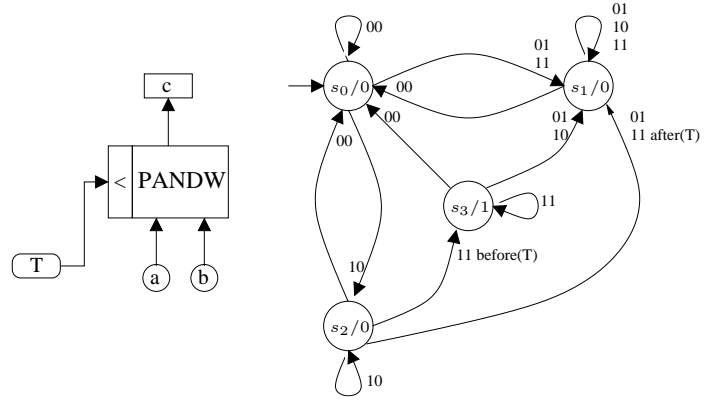 c
< PANDW
T
a
b
00
s0/0
01
11
00
01
10
11
s1/0
00
00
01
10
01
11 after(T)
s3/1
11
11 before(T)
10
s2/0
10